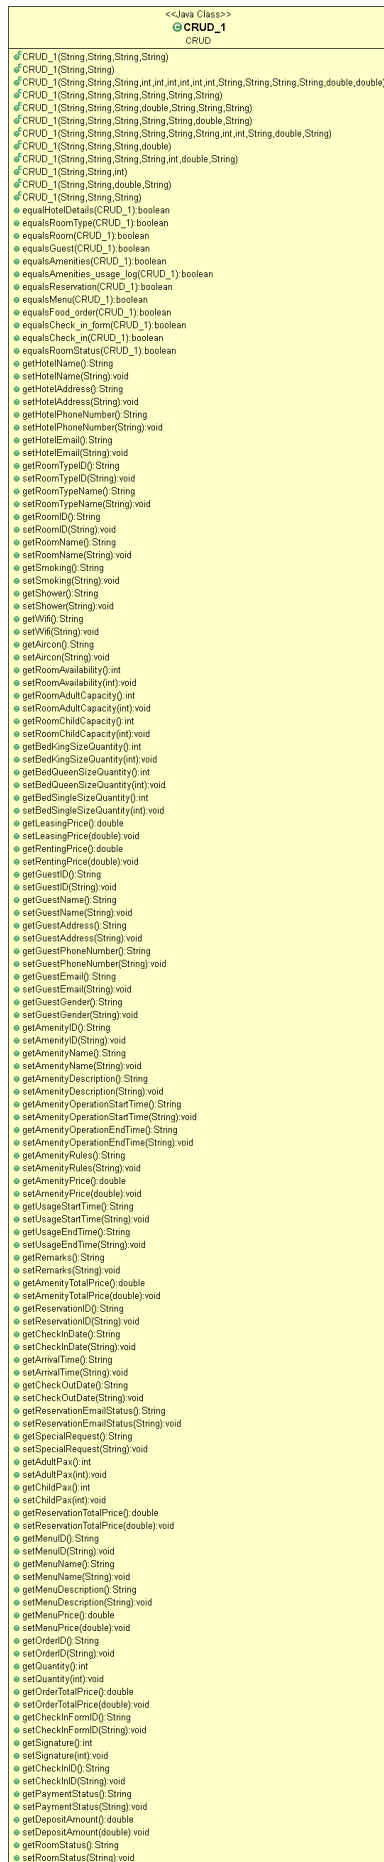 <<Java Class>>
CRUD_1
CRUD
CRUD_1(String,String,String,String)
CRUD_1(String,String)
CRUD_1(String,String,String,int,int,int,int,int,int,String,String,String,String,double,double)
CRUD_1(String,String,String,String,String,String)
CRUD_1(String,String,String,double,String,String,String)
CRUD_1(String,String,String,String,String,double,String)
CRUD_1(String,String,String,String,String,String,int,int,String,double,String)
CRUD_1(String,String,String,double)
CRUD_1(String,String,String,String,int,double,String)
CRUD_1(String,String,int)
CRUD_1(String,String,double,String)
CRUD_1(String,String,String)
equalHotelDetails(CRUD_1):boolean
equalsRoomType(CRUD_1):boolean
equalsRoom(CRUD_1):boolean
equalsGuest(CRUD_1):boolean
equalsAmenities(CRUD_1):boolean
equalsAmenities_usage_log(CRUD_1):boolean
equalsReservation(CRUD_1):boolean
equalsMenu(CRUD_1):boolean
equalsFood_order(CRUD_1):boolean
equalsCheck_in_form(CRUD_1):boolean
equalsCheck_in(CRUD_1):boolean
equalsRoomStatus(CRUD_1):boolean
getHotelName():String
setHotelName(String):void
getHotelAddress():String
setHotelAddress(String):void
getHotelPhoneNumber():String
setHotelPhoneNumber(String):void
getHotelEmail():String
setHotelEmail(String):void
getRoomTypeID():String
setRoomTypeID(String):void
getRoomTypeName():String
setRoomTypeName(String):void
getRoomID():String
setRoomID(String):void
getRoomName():String
setRoomName(String):void
getSmoking():String
setSmoking(String):void
getShower():String
setShower(String):void
getWifi():String
setWifi(String):void
getAircon():String
setAircon(String):void
getRoomAvailability():int
setRoomAvailability(int):void
getRoomAdultCapacity():int
setRoomAdultCapacity(int):void
getRoomChildCapacity():int
setRoomChildCapacity(int):void
getBedKingSizeQuantity():int
setBedKingSizeQuantity(int):void
getBedQueenSizeQuantity():int
setBedQueenSizeQuantity(int):void
getBedSingleSizeQuantity():int
setBedSingleSizeQuantity(int):void
getLeasingPrice():double
setLeasingPrice(double):void
getRentingPrice():double
setRentingPrice(double):void
getGuestID():String
setGuestID(String):void
getGuestName():String
setGuestName(String):void
getGuestAddress():String
setGuestAddress(String):void
getGuestPhoneNumber():String
setGuestPhoneNumber(String):void
getGuestEmail():String
setGuestEmail(String):void
getGuestGender():String
setGuestGender(String):void
getAmenityID():String
setAmenityID(String):void
getAmenityName():String
setAmenityName(String):void
getAmenityDescription():String
setAmenityDescription(String):void
getAmenityOperationStartTime():String
setAmenityOperationStartTime(String):void
getAmenityOperationEndTime():String
setAmenityOperationEndTime(String):void
getAmenityRules():String
setAmenityRules(String):void
getAmenityPrice():double
setAmenityPrice(double):void
getUsageStartTime():String
setUsageStartTime(String):void
getUsageEndTime():String
setUsageEndTime(String):void
getRemarks():String
setRemarks(String):void
getAmenityTotalPrice():double
setAmenityTotalPrice(double):void
getReservationID():String
setReservationID(String):void
getCheckInDate():String
setCheckInDate(String):void
getArrivalTime():String
setArrivalTime(String):void
getCheckOutDate():String
setCheckOutDate(String):void
getReservationEmailStatus():String
setReservationEmailStatus(String):void
getSpecialRequest():String
setSpecialRequest(String):void
getAdultPax():int
setAdultPax(int):void
getChildPax():int
setChildPax(int):void
getReservationTotalPrice():double
setReservationTotalPrice(double):void
getMenuID():String
setMenuID(String):void
getMenuName():String
setMenuName(String):void
getMenuDescription():String
setMenuDescription(String):void
getMenuPrice():double
setMenuPrice(double):void
getOrderID():String
setOrderID(String):void
getQuantity():int
setQuantity(int):void
getOrderTotalPrice():double
setOrderTotalPrice(double):void
getCheckInFormID():String
setCheckInFormID(String):void
getSignature():int
setSignature(int):void
getCheckInID():String
setCheckInID(String):void
getPaymentStatus():String
setPaymentStatus(String):void
getDepositAmount():double
setDepositAmount(double):void
getRoomStatus():String
setRoomStatus(String):void